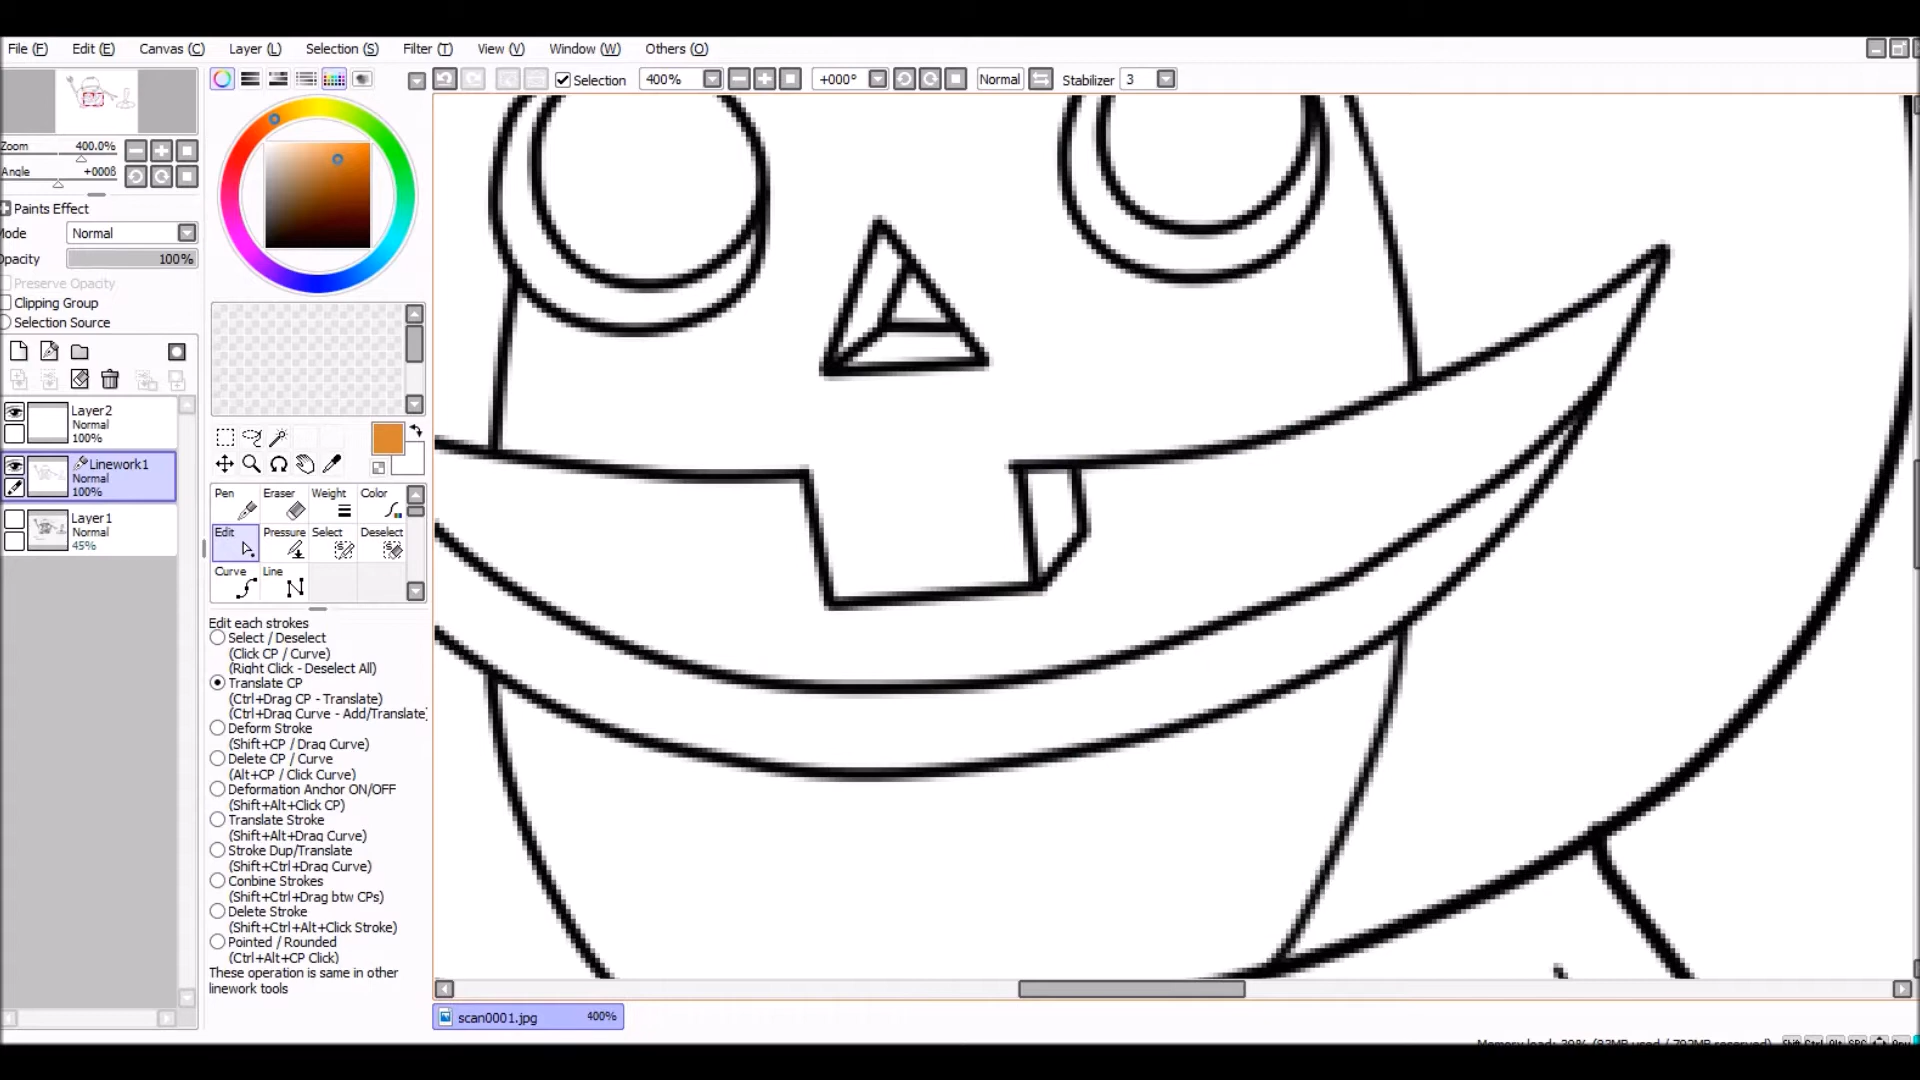 File (F) Edit (E) Canvas (C) Layer (L) Selection (S) Filter (T) View (V) Window (W) Others (O)
Selection 400% +000° Normal Stabilizer 3
Zoom 400.0%
Angle +000ß
Paints Effect
Mode Normal
Opacity 100%
Preserve Opacity
Clipping Group
Selection Source
Layer2
Normal
100%
Linework1
Normal
100%
Layer1
Normal
45%
Pen Eraser Weight Color
Edit Pressure Select Deselect
Curve Line
Edit each strokes
Select / Deselect
(Click CP / Curve)
(Right Click - Deselect All)
Translate CP
(Ctrl+Drag CP - Translate)
(Ctrl+Drag Curve - Add/Translate)
Deform Stroke
(Shift+CP / Drag Curve)
Delete CP / Curve
(Alt+CP / Click Curve)
Deformation Anchor ON/OFF
(Shift+Alt+Click CP)
Translate Stroke
(Shift+Alt+Drag Curve)
Stroke Dup/Translate
(Shift+Ctrl+Drag Curve)
Conbine Strokes
(Shift+Ctrl+Drag btw CPs)
Delete Stroke
(Shift+Ctrl+Alt+Click Stroke)
Pointed / Rounded
(Ctrl+Alt+CP Click)
These operation is same in other
linework tools
scan0001.jpg 400%